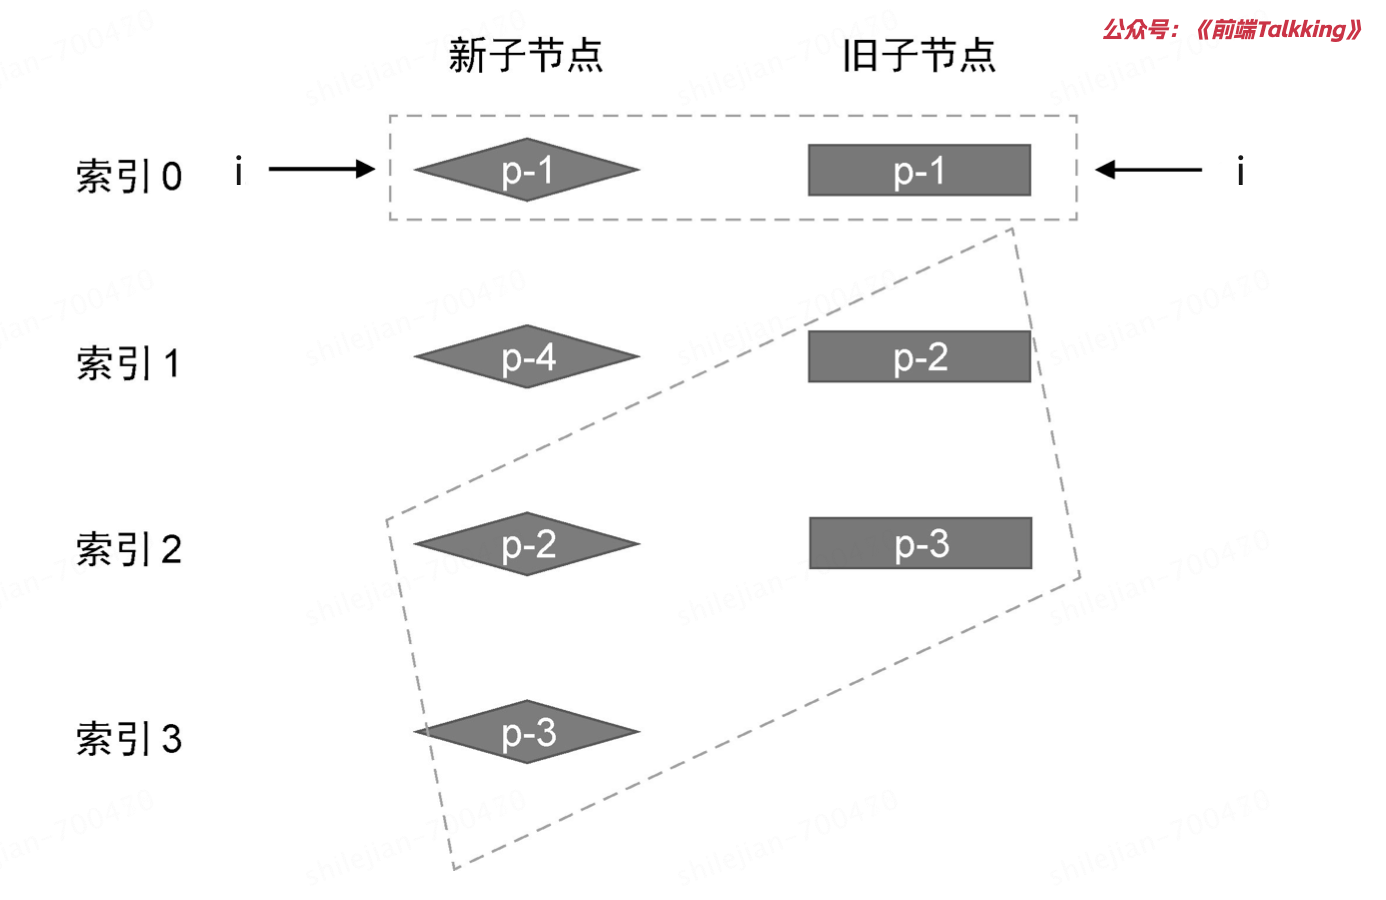 公众号：《前端Talkking》
新子节点 旧子节点
索引 0 i p-1 p-1 i
索引 1 p-4 p-2
索引 2 p-2 p-3
索引 3 p-3
shilejian-700470